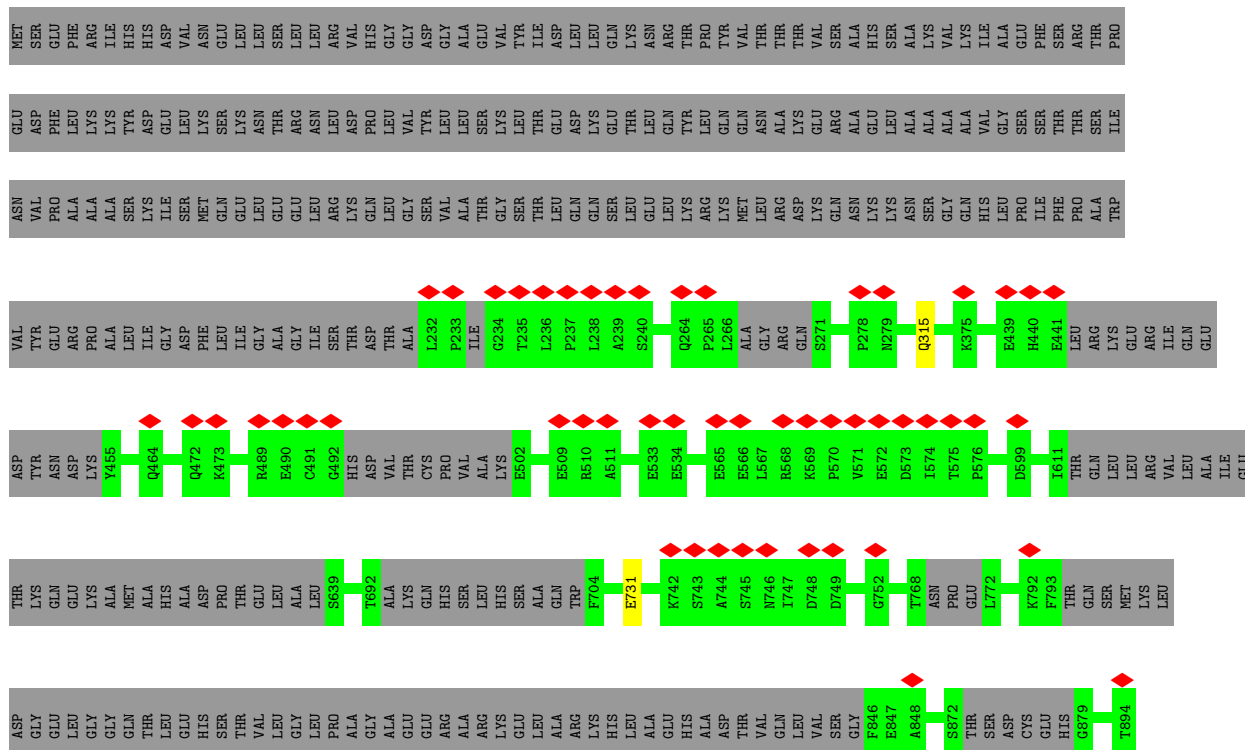 MET SER GLU PHE ARG ILE HIS HIS ASP VAL ASN GLU LEU LEU SER LEU LEU ARG VAL HIS GLY GLY ASP GLY ALA GLU VAL TYR ILE ASP LEU LEU GLN LYS ASN ARG THR PRO TYR VAL THR THR THR VAL SER ALA HIS SER ALA LYS VAL LYS ILE ALA GLU PHE SER ARG THR PRO
GLU ASP PHE LEU LYS LYS TYR ASP GLU LEU LYS SER LYS ASN THR ARG ASN LEU ASP PRO LEU VAL TYR LEU LEU SER LYS LEU THR GLU ASP LYS GLU THR LEU GLN TYR LEU GLN GLN ASN ALA LYS GLU ARG ALA GLU LEU ALA ALA ALA ALA VAL GLY SER SER THR THR SER ILE
ASN VAL PRO ALA ALA ALA SER LYS ILE SER MET GLN GLU LEU GLU GLU LEU ARG LYS GLN LEU GLY SER VAL ALA THR GLY SER THR LEU GLN GLN SER LEU GLU LEU LYS ARG LYS MET LEU ARG ASP LYS GLN ASN LYS LYS ASN SER GLY GLN HIS LEU PRO ILE PHE PRO ALA TRP
VAL TYR GLU ARG PRO ALA LEU ILE GLY ASP PHE LEU ILE GLY ALA GLY ILE SER THR ASP THR ALA L232 P233 ILE G234 T235 L236 P237 L238 A239 S240 Q264 P265 L266 ALA GLY ARG GLN S271 P278 N279 Q315 K375 E439 H440 E441 LEU ARG LYS GLU ARG ILE GLN GLU
ASP TYR ASN ASP LYS Y455 Q464 Q472 K473 R489 E490 C491 G492 HIS ASP VAL THR CYS PRO VAL ALA LYS E502 E509 R510 A511 E533 E534 E565 E566 L567 R568 K569 P570 V571 E572 D573 I574 T575 P576 D599 I611 THR GLN LEU LEU ARG VAL LEU ALA ILE GLU
THR LYS GLN GLU LYS ALA MET ALA HIS ALA ASP PRO THR GLU LEU ALA LEU S639 T692 ALA LYS GLN HIS SER LEU HIS SER ALA GLN TRP F704 E731 K742 S743 A744 S745 N746 I747 D748 D749 G752 T768 ASN PRO GLU L772 K792 F793 THR GLN SER MET LYS LEU
ASP GLY GLU LEU GLY GLY GLN THR LEU GLU HIS SER THR VAL LEU GLY LEU PRO ALA GLY ALA GLU GLU ARG ALA ARG LYS GLU LEU ALA ARG LYS HIS LEU ALA GLU HIS ALA ASP THR VAL GLN LEU VAL SER GLY F846 E847 A848 S872 THR SER ASP CYS GLU HIS G879 T894